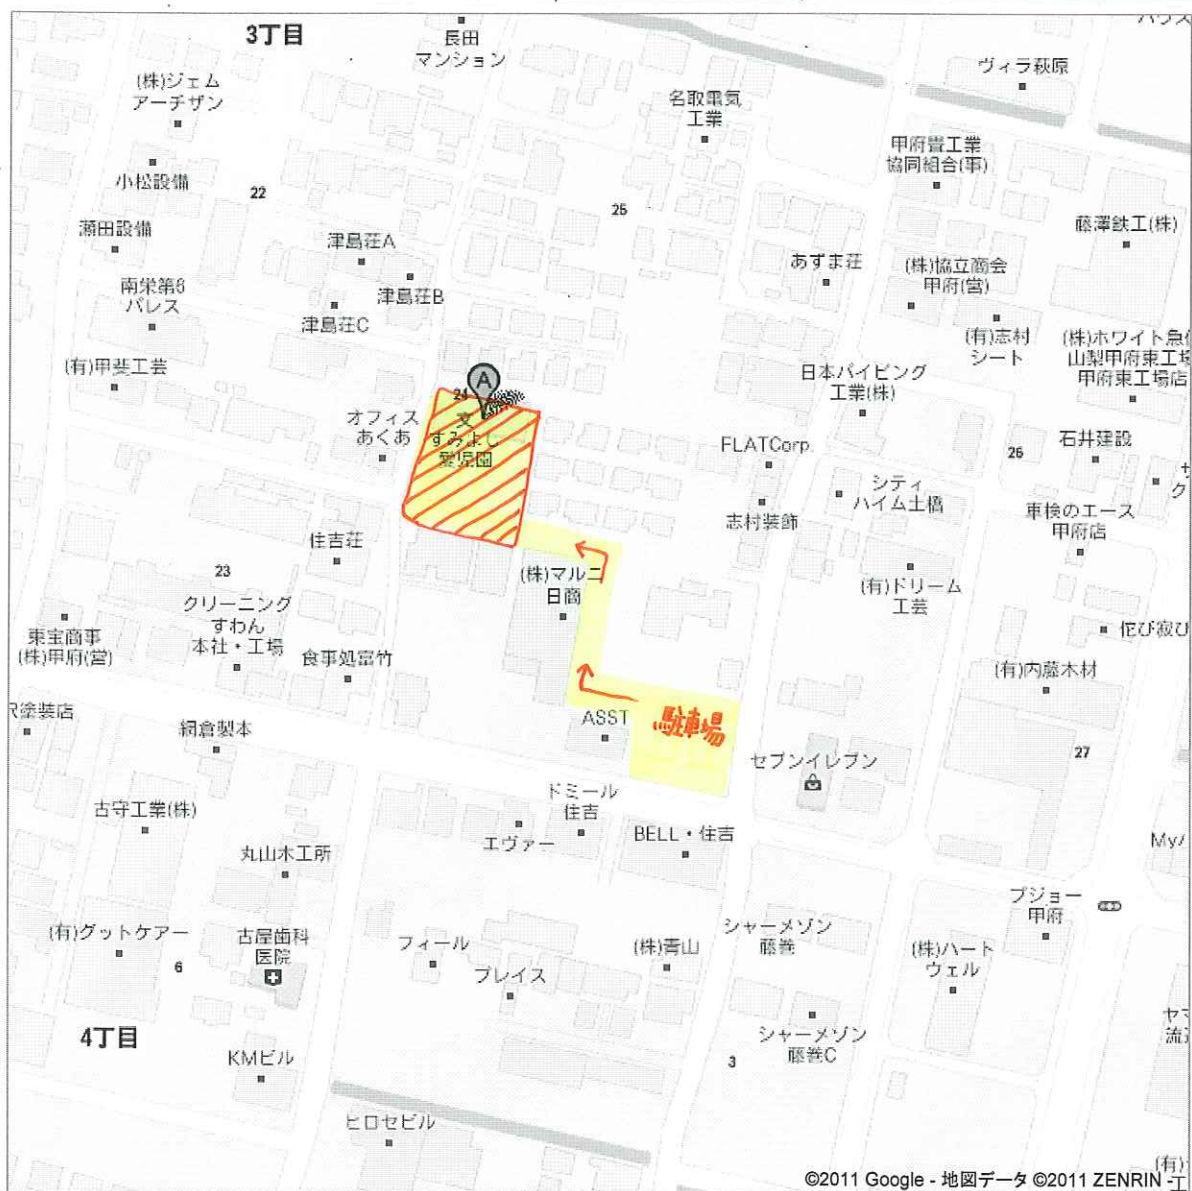 3丁目
長田
マンション
(株)ジェム
アーチザン
ヴィラ萩原
名取電気
工業
甲府畳工業
協同組合(事)
小松設備
22
25
瀬田設備
津島荘A
藤澤鉄工(株)
あずま荘
(株)協立商会
甲府(営)
南栄第6
パレス
津島荘B
津島荘C
(有)志村
シート
(株)ホワイト急
山梨甲府東工場
甲府東工場店
(有)甲斐工芸
日本パイピング
工業(株)
A
24
オフィス
あくあ
文
すみよし
愛児園
FLATCorp.
石井建設
26
シティ
ハイム土橋
志村装飾
車検のエース
甲府店
住吉荘
23
(株)マルニ
日商
(有)ドリーム
工芸
クリーニング
すわん
本社・工場
東宝商事
(株)甲府(営)
食事処富竹
侘び寂び
(有)内藤木材
塗装店
ASST
駐車場
網倉製本
セブンイレブン
27
ドミール
住吉
古守工業(株)
エヴァー
BELL・住吉
丸山木工所
My
プジョー
甲府
(有)グットケアー
古屋歯科
医院
フィール
(株)青山
シャーメゾン
藤巻
(株)ハート
ウェル
6
プレイス
4丁目
シャーメゾン
藤巻C
KMビル
3
ヒロセビル
©2011 Google - 地図データ ©2011 ZENRIN -